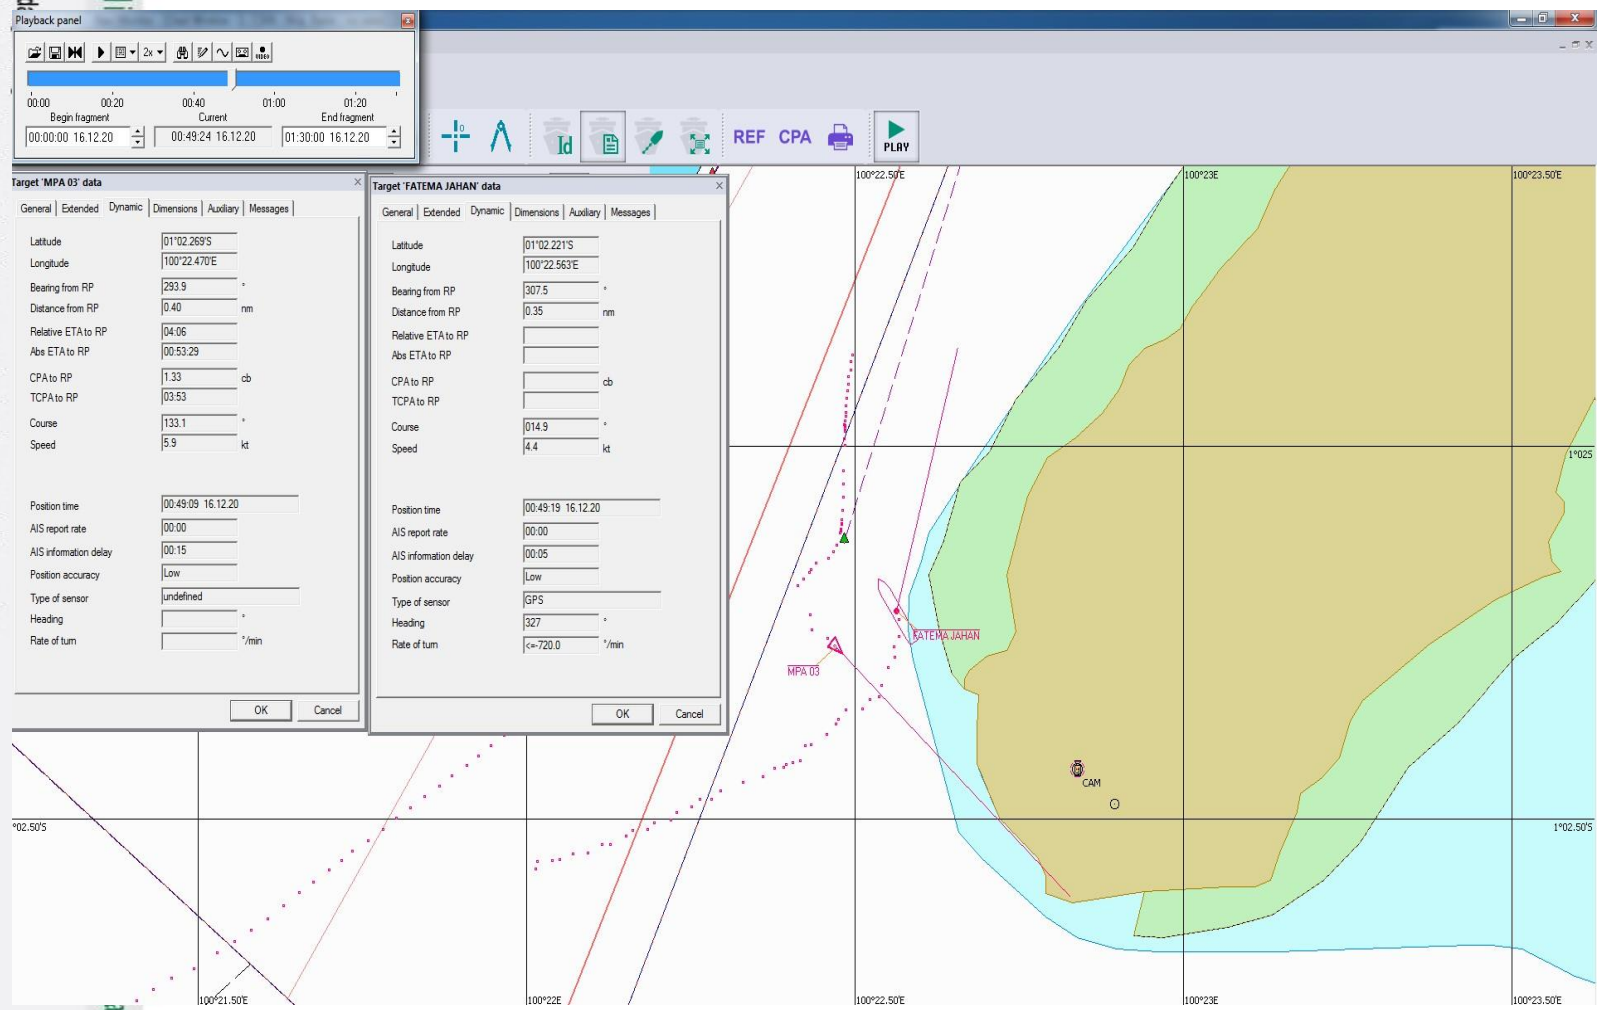 Playback panel
2x
VIDEO
00:00 00:20 00:40 01:00 01:20
Begin fragment Current End fragment
00:00:00 16.12.20 00:49:24 16.12.20 01:30:00 16.12.20
Id REF CPA PLAY
Target 'MPA 03' data
General Extended Dynamic Dimensions Auxiliary Messages
Latitude 01°02.269'S
Longitude 100°22.470'E
Bearing from RP 293.9 °
Distance from RP 0.40 nm
Relative ETA to RP 04:06
Abs ETA to RP 00:53:29
CPA to RP 1.33 cb
TCPA to RP 03:53
Course 133.1 °
Speed 5.9 kt
Position time 00:49:09 16.12.20
AIS report rate 00:00
AIS information delay 00:15
Position accuracy Low
Type of sensor undefined
Heading °
Rate of turn °/min
OK Cancel
Target 'FATEMA JAHAN' data
General Extended Dynamic Dimensions Auxiliary Messages
Latitude 01°02.221'S
Longitude 100°22.563'E
Bearing from RP 307.5 °
Distance from RP 0.35 nm
Relative ETA to RP
Abs ETA to RP
CPA to RP cb
TCPA to RP
Course 014.9 °
Speed 4.4 kt
Position time 00:49:19 16.12.20
AIS report rate 00:00
AIS information delay 00:05
Position accuracy Low
Type of sensor GPS
Heading 327 °
Rate of turn <=-720.0 °/min
OK Cancel
100°22.50'E 100°23'E 100°23.50'E
1°02'S
FATEMA JAHAN
MPA 03
CAM
°02.50'S 1°02.50'S
100°21.50'E 100°22'E 100°22.50'E 100°23'E 100°23.50'E